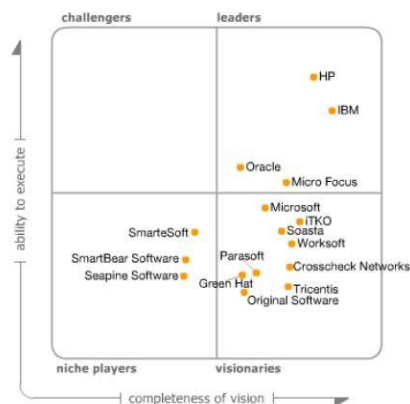 challengers
leaders
HP
IBM
Oracle
Micro Focus
Microsoft
iTKO
SmarteSoft
Soasta
Worksoft
Parasoft
SmartBear Software
Crosscheck Networks
Seapine Software
Green Hat
Tricentis
Original Software
niche players
visionaries
ability to execute
completeness of vision